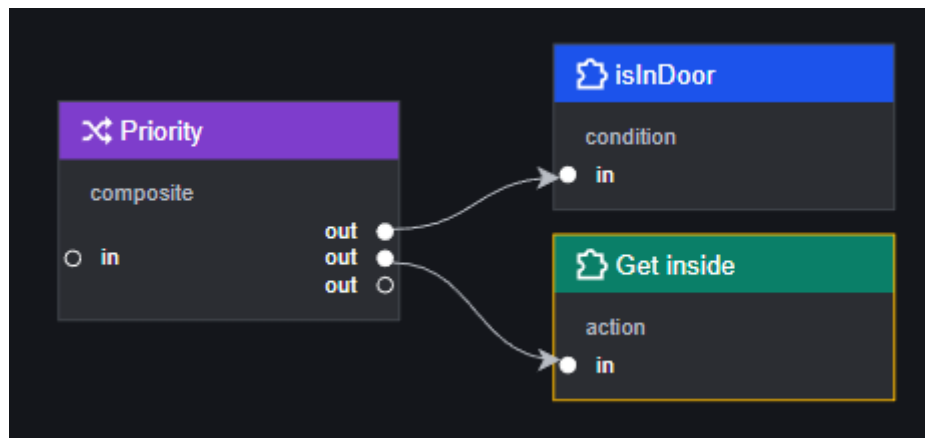 Priority
composite
in
out
out
out
isInDoor
condition
in
Get inside
action
in